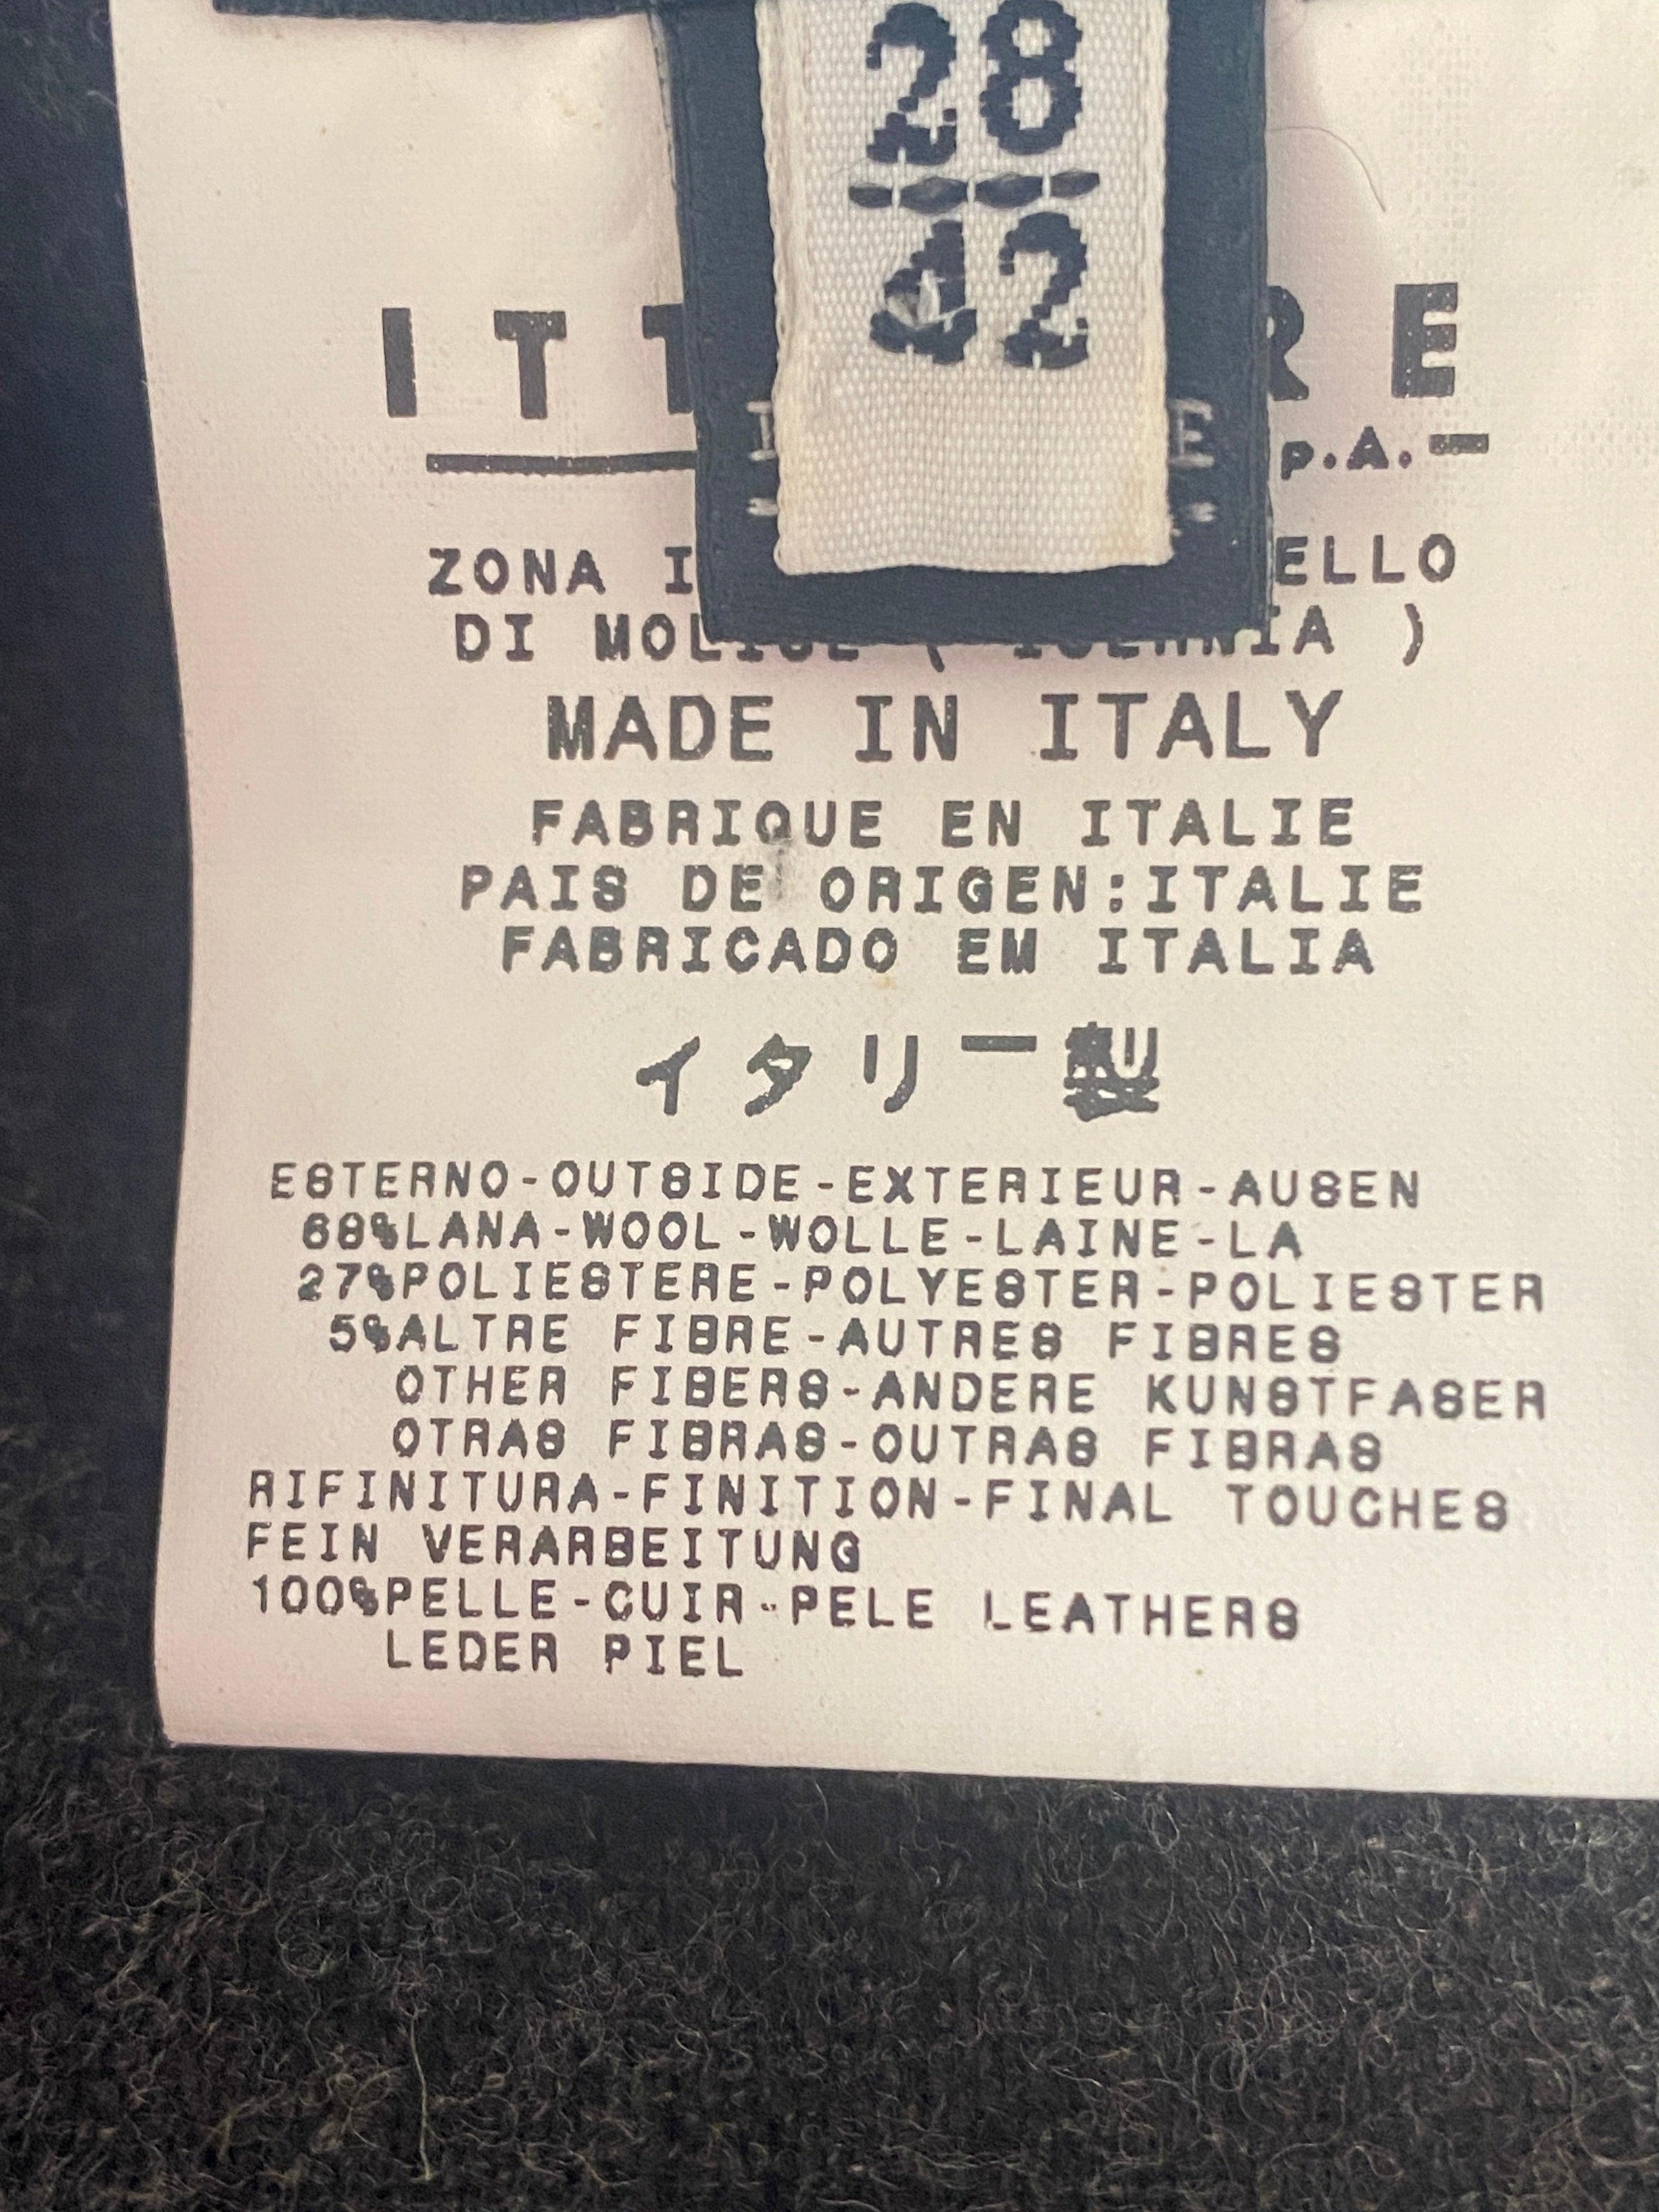 28
42
RE
P.A.
ZONA
ELLO
DI
)
MADE IN ITALY
FABRIQUE EN ITALIE
PAIS DE ORIGEN:ITALIE
FABRICADO EM ITALIA
イタリー製
ESTERNO-OUTSIDE-EXTERIEUR-AUSEN
68%LANA-WOOL-WOLLE-LAINE-LA
27%POLIESTERE-POLYESTER-POLIESTER
5%ALTRE FIBRE-AUTRES FIBRES
OTHER FIBERS-ANDERE KUNSTFASER
OTRAS FIBRAS-OUTRAS FIBRAS
RIFINITURA-FINITION-FINAL TOUCHES
FEIN VERARBEITUNG
100%PELLE-CUIR-PELE LEATHERS
LEDER PIEL